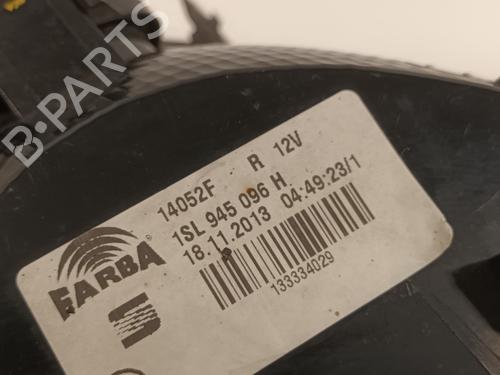 B-PARTS
14052F R 12V
1SL 945 096 H
18.11.2013 04:49:23/1
133334029
FARBA